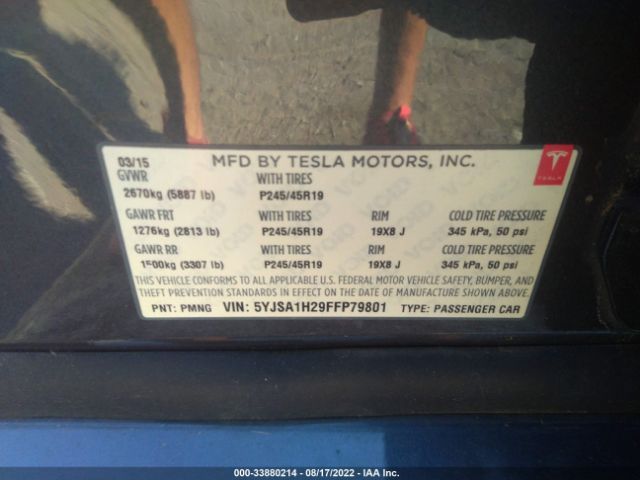 03/15 MFD BY TESLA MOTORS, INC.
GVWR WITH TIRES
2670kg (5887 lb) P245/45R19
GAWR FRT WITH TIRES RIM COLD TIRE PRESSURE
1276kg (2813 lb) P245/45R19 19X8 J 345 kPa, 50 psi
GAWR RR WITH TIRES RIM COLD TIRE PRESSURE
1500kg (3307 lb) P245/45R19 19X8 J 345 kPa, 50 psi
THIS VEHICLE CONFORMS TO ALL APPLICABLE U.S. FEDERAL MOTOR VEHICLE SAFETY, BUMPER, AND
THEFT PREVENTION STANDARDS IN EFFECT ON THE DATE OF MANUFACTURE SHOWN ABOVE.
PNT: PMNG VIN: 5YJSA1H29FFP79801 TYPE: PASSENGER CAR
TESLA
000-33880214 - 08/17/2022 - IAA Inc.